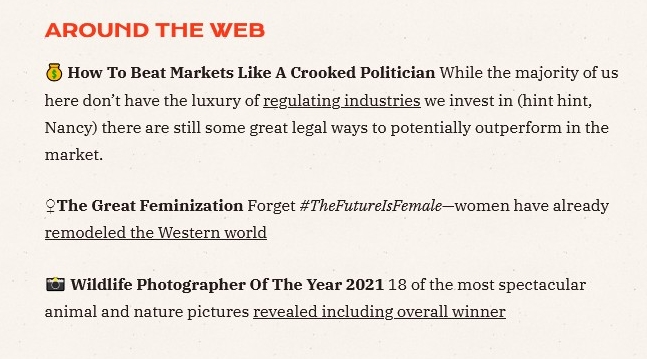 AROUND THE WEB
💰 How To Beat Markets Like A Crooked Politician While the majority of us
here don’t have the luxury of regulating industries we invest in (hint hint,
Nancy) there are still some great legal ways to potentially outperform in the
market.
♀The Great Feminization Forget #TheFutureIsFemale—women have already
remodeled the Western world
📸 Wildlife Photographer Of The Year 2021 18 of the most spectacular
animal and nature pictures revealed including overall winner